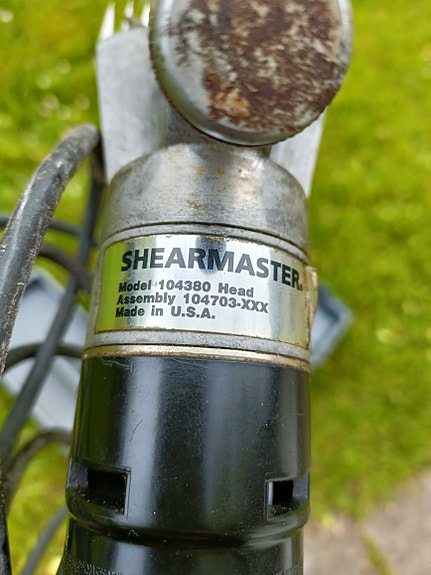 SHEARMASTER
Model 104380 Head
Assembly 104703-XXX
Made in U.S.A.